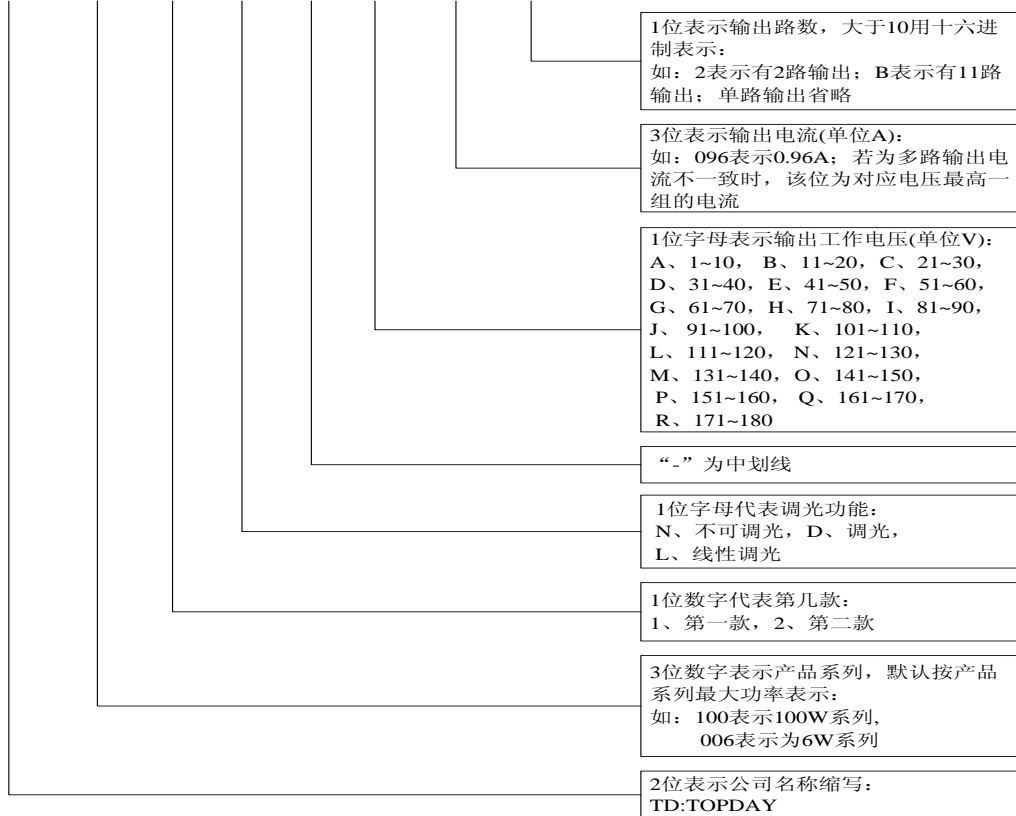 1位表示输出路数，大于10用十六进
制表示：
如：2表示有2路输出；B表示有11路
输出；单路输出省略
3位表示输出电流(单位A)：
如：096表示0.96A；若为多路输出电
流不一致时，该位为对应电压最高一
组的电流
1位字母表示输出工作电压(单位V)：
A、1~10， B、11~20，C、21~30，
D、31~40，E、41~50，F、51~60，
G、61~70，H、71~80，I、81~90，
J、 91~100， K、101~110，
L、111~120， N、121~130，
M、131~140，O、141~150，
P、151~160， Q、161~170，
R、171~180
“-”为中划线
1位字母代表调光功能：
N、不可调光，D、调光，
L、线性调光
1位数字代表第几款：
1、第一款，2、第二款
3位数字表示产品系列，默认按产品
系列最大功率表示：
如：100表示100W系列,
006表示为6W系列
2位表示公司名称缩写：
TD:TOPDAY